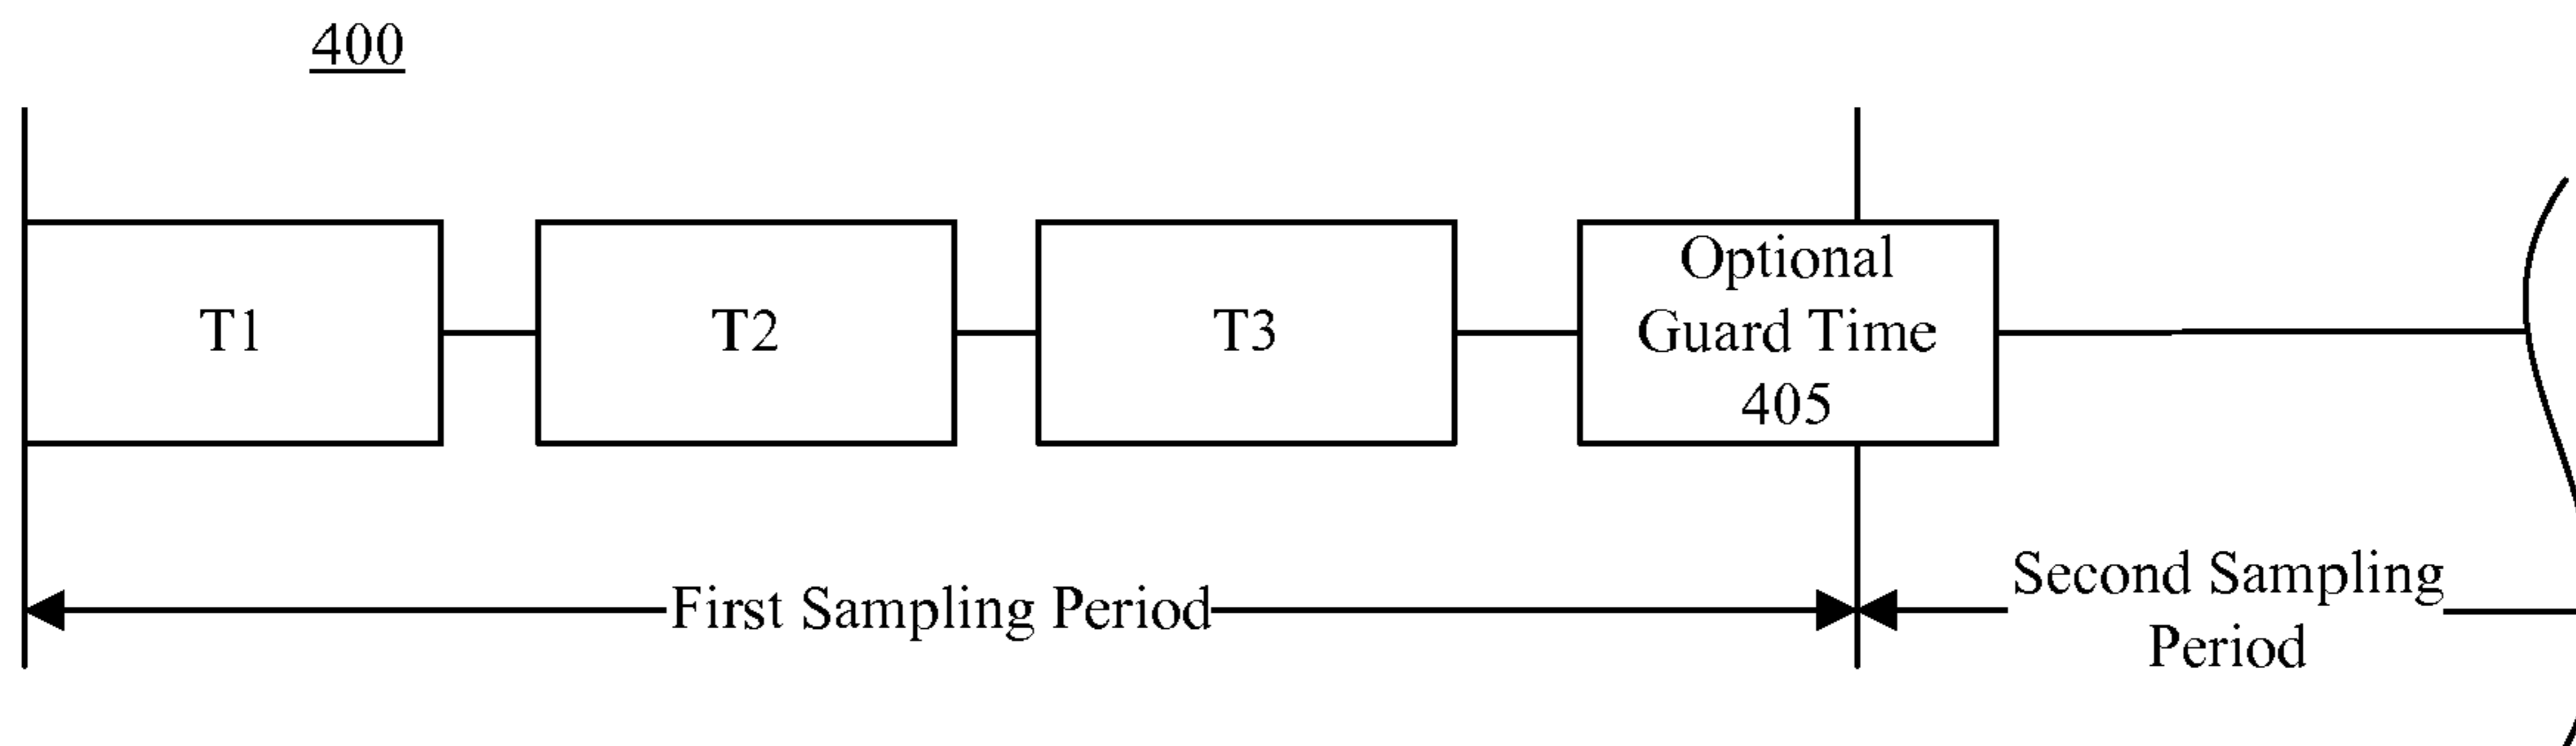 400
T1
T2
T3
Optional
Guard Time
405
First Sampling Period
Second Sampling
Period